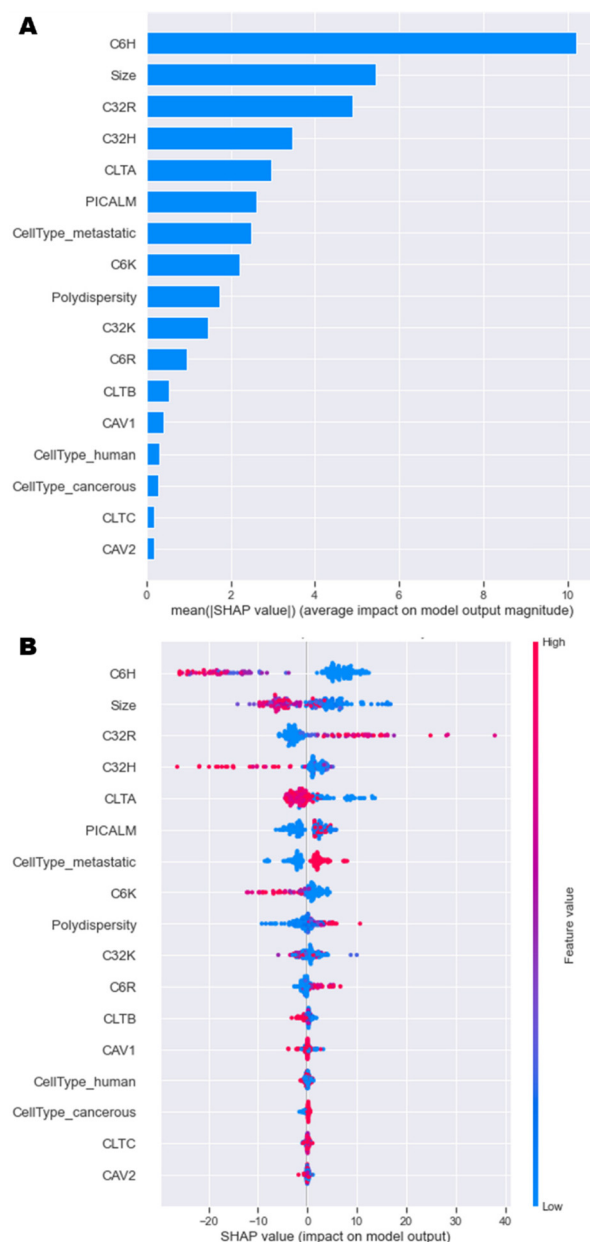 A
C6H
Size
C32R
C32H
CLTA
PICALM
CellType_metastatic
C6K
Polydispersity
C32K
C6R
CLTB
CAV1
CellType_human
CellType_cancerous
CLTC
CAV2
0 2 4 6 8 10
mean(|SHAP value|) (average impact on model output magnitude)
B
High
C6H
Size
C32R
C32H
CLTA
PICALM
CellType_metastatic
C6K
Polydispersity
C32K
C6R
CLTB
CAV1
CellType_human
CellType_cancerous
CLTC
CAV2
Feature value
Low
−20 −10 0 10 20 30 40
SHAP value (impact on model output)